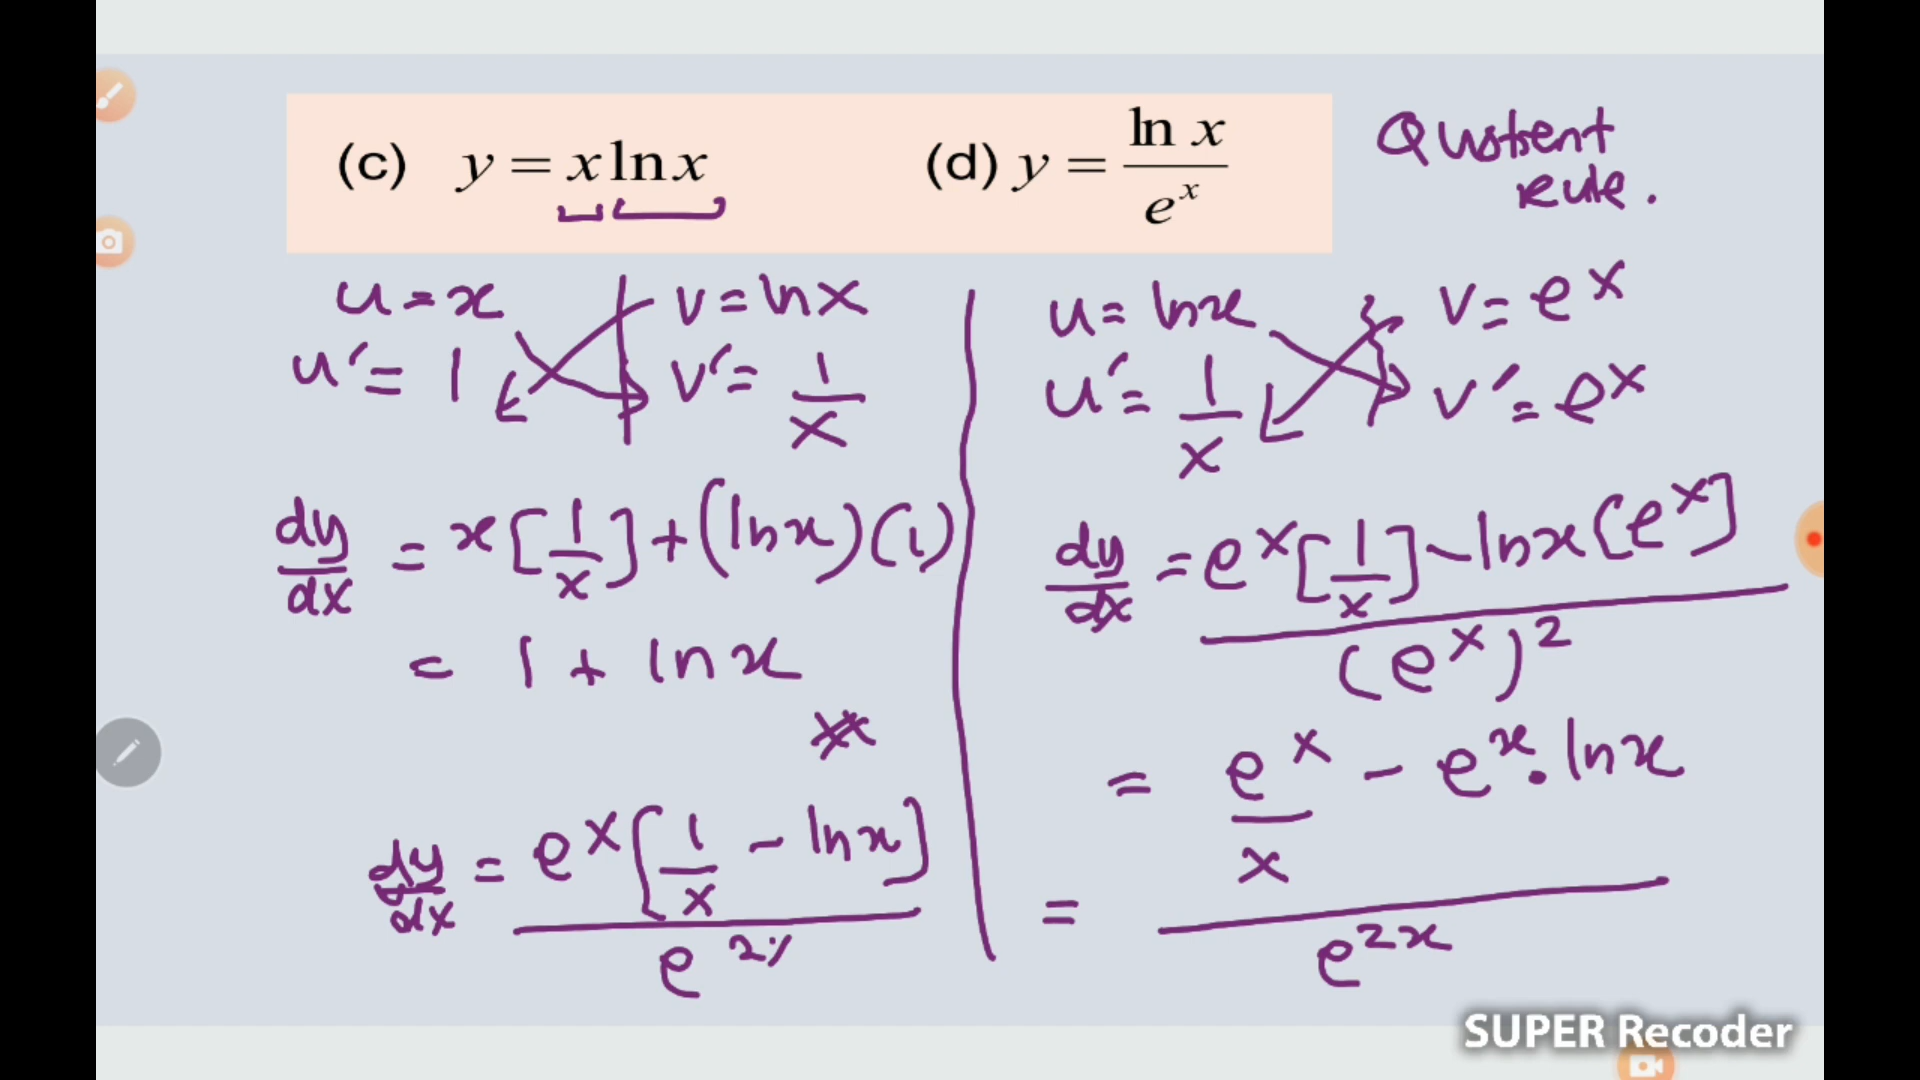 (c) y = x ln x
(d) y = ln x / e^x
Quotient
rule.
u = x
v = ln x
u' = 1
v' = 1/x
dy/dx = x[1/x] + (ln x)(1)
= 1 + ln x
u = ln x
v = e^x
u' = 1/x
v' = e^x
dy/dx = e^x[1/x] - ln x[e^x] / (e^x)^2
= e^x/x - e^x . ln x
= / e^2x
dy/dx = e^x[1/x - ln x] / e^2x
SUPER Recoder